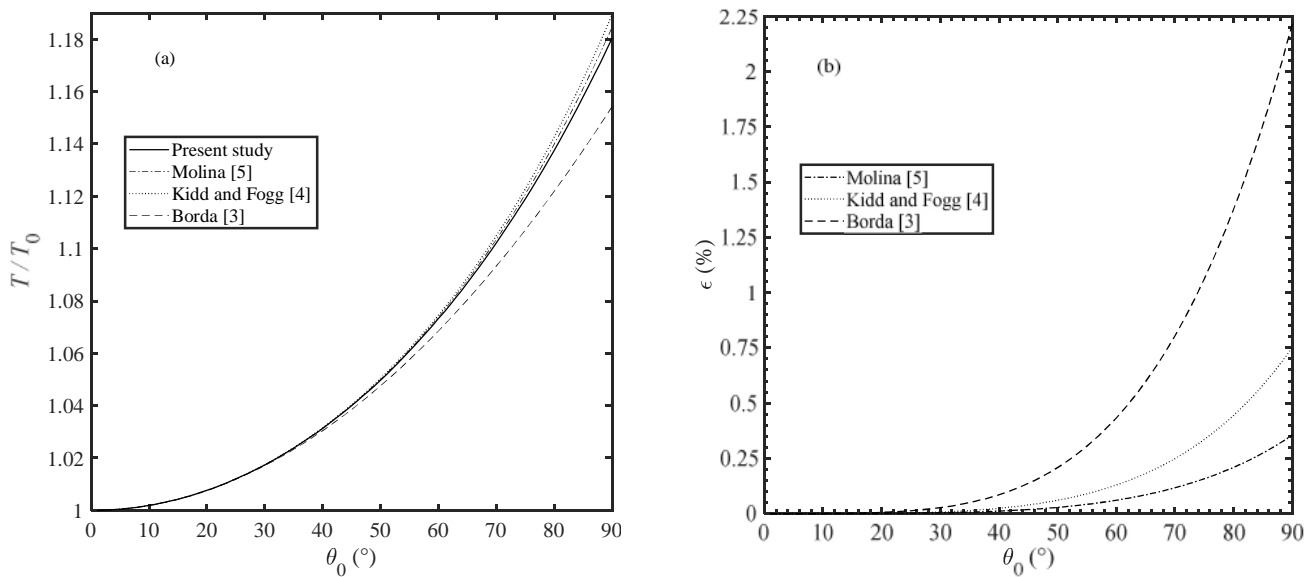 (a)
1.18
1.16
1.14
1.12
1.1
1.08
1.06
1.04
1.02
1
T / T0
Present study
Molina [5]
Kidd and Fogg [4]
Borda [3]
0 10 20 30 40 50 60 70 80 90
θ0 (°)
(b)
2.25
2
1.75
1.5
1.25
1
0.75
0.5
0.25
0
ϵ (%)
Molina [5]
Kidd and Fogg [4]
Borda [3]
0 10 20 30 40 50 60 70 80 90
θ0 (°)